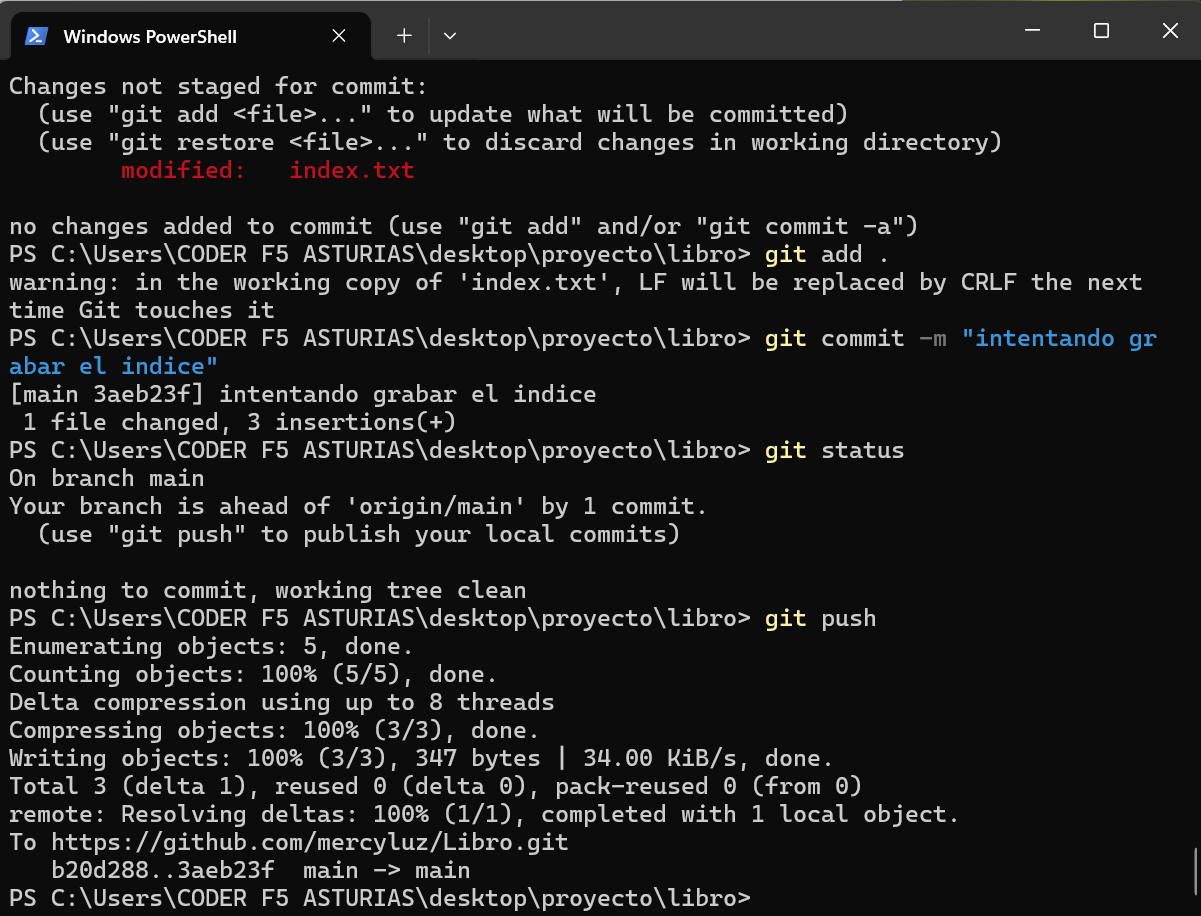 Windows PowerShell
Changes not staged for commit:
  (use "git add <file>..." to update what will be committed)
  (use "git restore <file>..." to discard changes in working directory)
        modified:   index.txt

no changes added to commit (use "git add" and/or "git commit -a")
PS C:\Users\CODER F5 ASTURIAS\desktop\proyecto\libro> git add .
warning: in the working copy of 'index.txt', LF will be replaced by CRLF the next
time Git touches it
PS C:\Users\CODER F5 ASTURIAS\desktop\proyecto\libro> git commit -m "intentando gr
abar el indice"
[main 3aeb23f] intentando grabar el indice
 1 file changed, 3 insertions(+)
PS C:\Users\CODER F5 ASTURIAS\desktop\proyecto\libro> git status
On branch main
Your branch is ahead of 'origin/main' by 1 commit.
  (use "git push" to publish your local commits)

nothing to commit, working tree clean
PS C:\Users\CODER F5 ASTURIAS\desktop\proyecto\libro> git push
Enumerating objects: 5, done.
Counting objects: 100% (5/5), done.
Delta compression using up to 8 threads
Compressing objects: 100% (3/3), done.
Writing objects: 100% (3/3), 347 bytes | 34.00 KiB/s, done.
Total 3 (delta 1), reused 0 (delta 0), pack-reused 0 (from 0)
remote: Resolving deltas: 100% (1/1), completed with 1 local object.
To https://github.com/mercyluz/Libro.git
   b20d288..3aeb23f  main -> main
PS C:\Users\CODER F5 ASTURIAS\desktop\proyecto\libro>